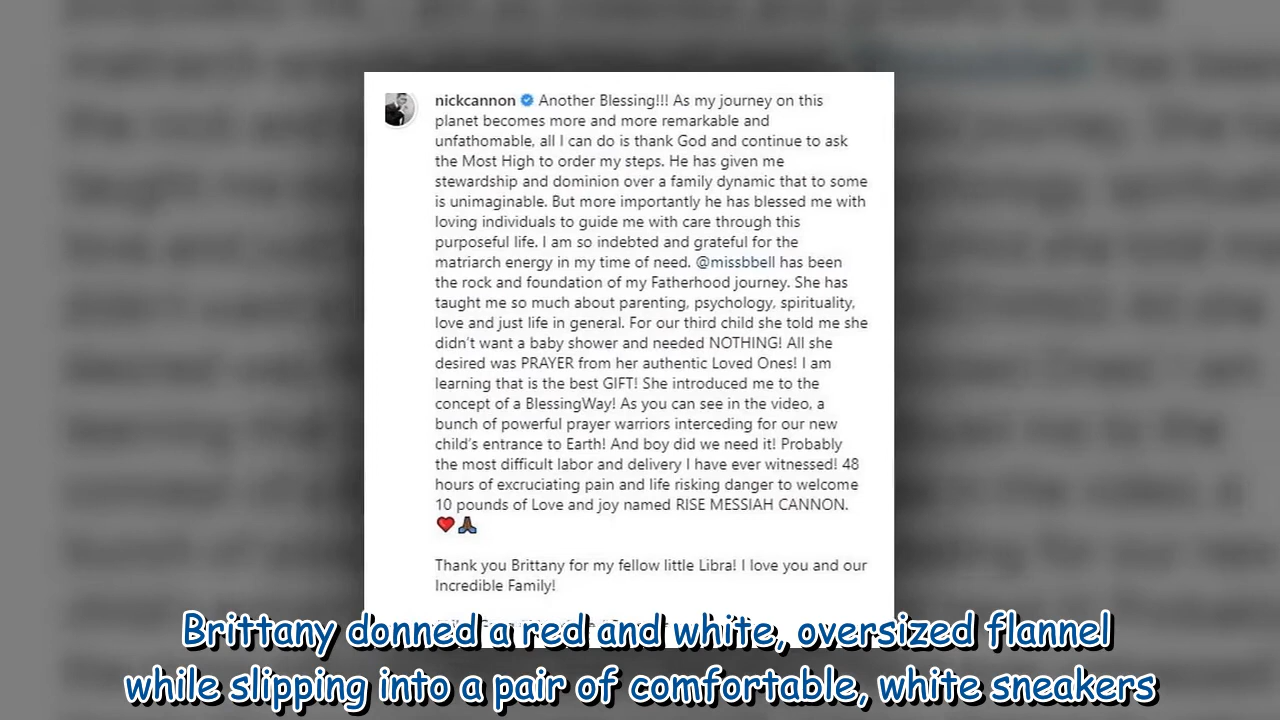 nickcannon Another Blessing!!! As my journey on this
planet becomes more and more remarkable and
unfathomable, all I can do is thank God and continue to ask
the Most High to order my steps. He has given me
stewardship and dominion over a family dynamic that to some
is unimaginable. But more importantly he has blessed me with
loving individuals to guide me with care through this
purposeful life. I am so indebted and grateful for the
matriarch energy in my time of need. @missbbell has been
the rock and foundation of my Fatherhood journey. She has
taught me so much about parenting, psychology, spirituality,
love and just life in general. For our third child she told me she
didn't want a baby shower and needed NOTHING! All she
desired was PRAYER from her authentic Loved Ones! I am
learning that is the best GIFT! She introduced me to the
concept of a BlessingWay! As you can see in the video, a
bunch of powerful prayer warriors interceding for our new
child's entrance to Earth! And boy did we need it! Probably
the most difficult labor and delivery I have ever witnessed! 48
hours of excruciating pain and life risking danger to welcome
10 pounds of Love and joy named RISE MESSIAH CANNON.
❤️🙏🏾
Thank you Brittany for my fellow little Libra! I love you and our
Incredible Family!
Brittany donned a red and white, oversized flannel
while slipping into a pair of comfortable, white sneakers